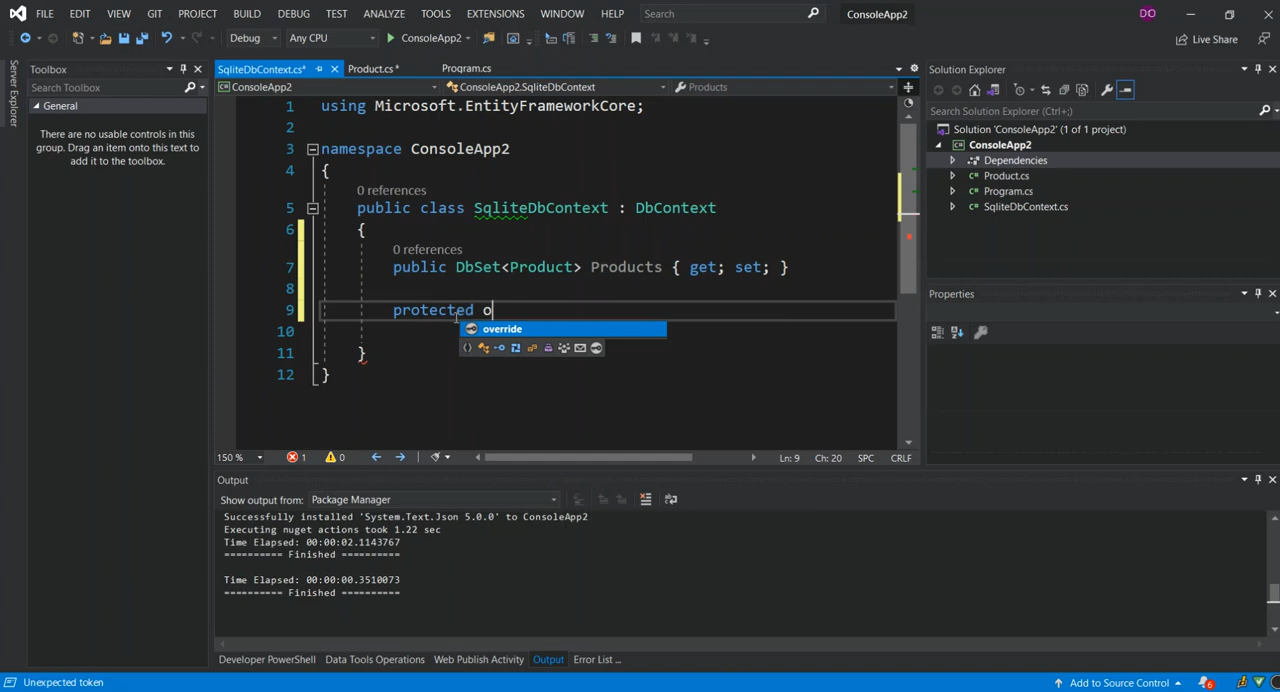 FILE EDIT VIEW GIT PROJECT BUILD DEBUG TEST ANALYZE TOOLS EXTENSIONS WINDOW HELP Search ConsoleApp2 DO
Debug Any CPU ConsoleApp2 Live Share
Server Explorer
Toolbox
Search Toolbox
General
There are no usable controls in this
group. Drag an item onto this text to
add it to the toolbox.
SqliteDbContext.cs* Product.cs* Program.cs
ConsoleApp2 ConsoleApp2.SqliteDbContext Products
1 using Microsoft.EntityFrameworkCore;
2
3 namespace ConsoleApp2
4 {
0 references
5 public class SqliteDbContext : DbContext
6 {
0 references
7 public DbSet<Product> Products { get; set; }
8
9 protected o
override
10
11 }
12 }
150 % 1 0 Ln: 9 Ch: 20 SPC CRLF
Solution Explorer
Search Solution Explorer (Ctrl+;)
Solution 'ConsoleApp2' (1 of 1 project)
ConsoleApp2
Dependencies
Product.cs
Program.cs
SqliteDbContext.cs
Properties
Output
Show output from: Package Manager
Successfully installed 'System.Text.Json 5.0.0' to ConsoleApp2
Executing nuget actions took 1.22 sec
Time Elapsed: 00:00:02.1143767
========== Finished ==========
Time Elapsed: 00:00:00.3510073
========== Finished ==========
Developer PowerShell Data Tools Operations Web Publish Activity Output Error List ...
Unexpected token Add to Source Control 6